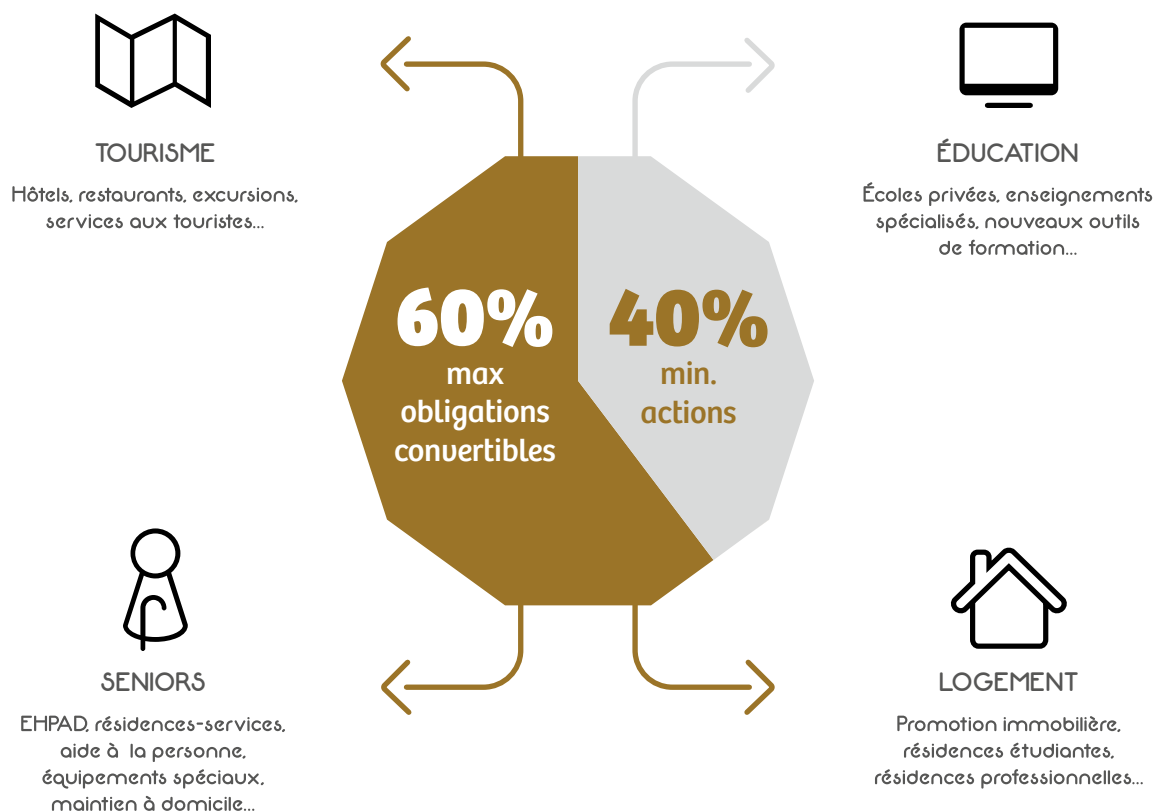 TOURISME
Hôtels, restaurants, excursions,
services aux touristes...
ÉDUCATION
Écoles privées, enseignements
spécialisés, nouveaux outils
de formation...
60%
max
obligations
convertibles
40%
min.
actions
SENIORS
EHPAD, résidences-services,
aide à la personne,
équipements spéciaux,
maintien à domicile...
LOGEMENT
Promotion immobilière,
résidences étudiantes,
résidences professionnelles...